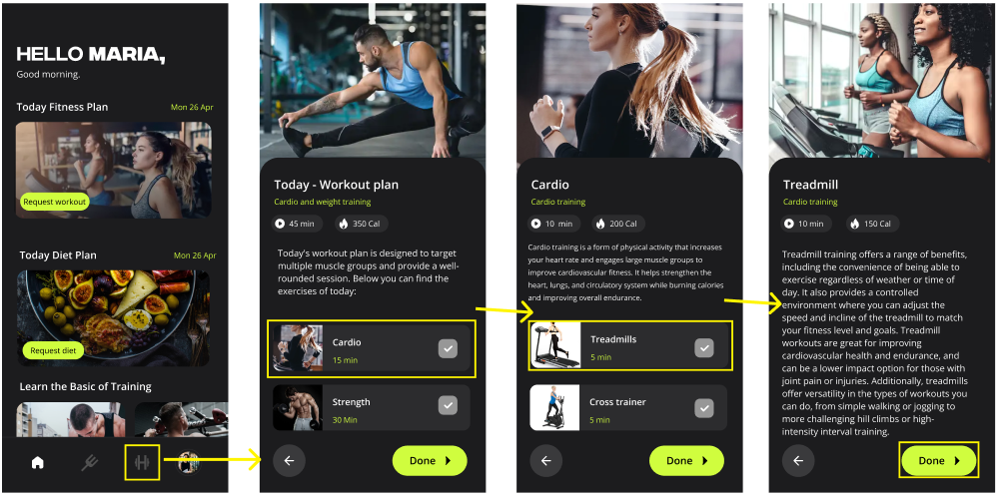 HELLO MARIA,
Good morning.
Today Fitness Plan
Mon 26 Apr
Request workout
Today Diet Plan
Mon 26 Apr
Request diet
Learn the Basic of Training
Today - Workout plan
Cardio and weight training
45 min
350 Cal
Today's workout plan is designed to target
multiple muscle groups and provide a well-
rounded session. Below you can find the
exercises of today:
Cardio
15 min
Strength
30 Min
Done
Cardio
Cardio training
10 min
200 Cal
Cardio training is a form of physical activity that increases
your heart rate and engages large muscle groups to
improve cardiovascular fitness. It helps strengthen the
heart, lungs, and circulatory system while burning calories
and improving overall endurance.
Treadmills
5 min
Cross trainer
5 min
Done
Treadmill
Cardio training
10 min
150 Cal
Treadmill training offers a range of benefits,
including the convenience of being able to
exercise regardless of weather or time of
day. It also provides a controlled
environment where you can adjust the
speed and incline of the treadmill to match
your fitness level and goals. Treadmill
workouts are great for improving
cardiovascular health and endurance, and
can be a lower impact option for those with
joint pain or injuries. Additionally, treadmills
offer versatility in the types of workouts you
can do, from simple walking or jogging to
more challenging hill climbs or high-
intensity interval training.
Done